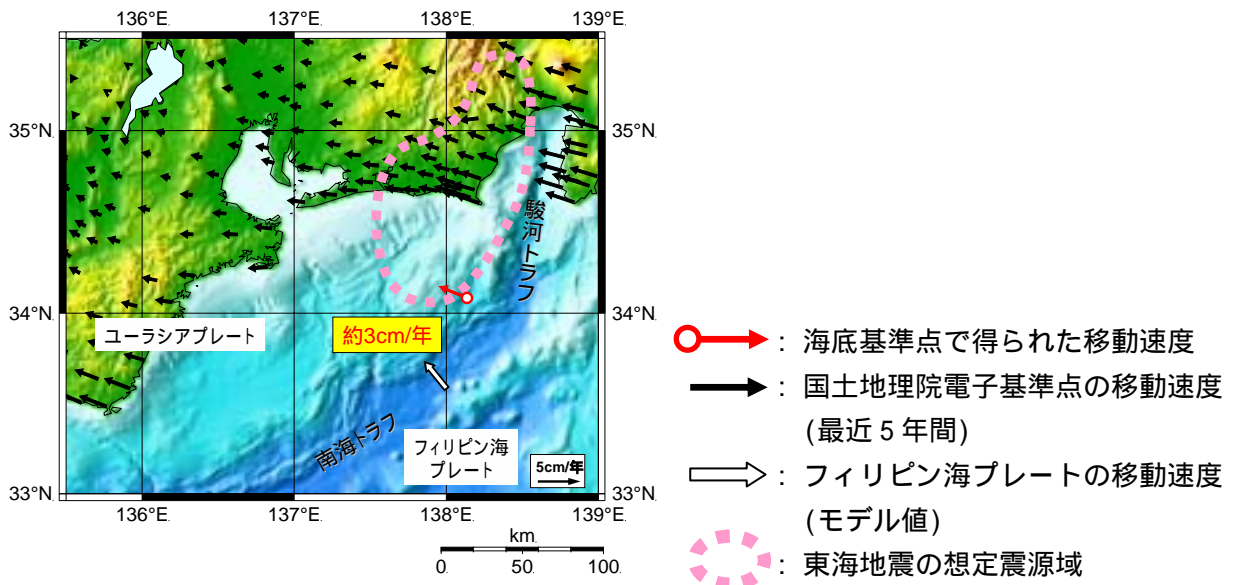 136°E.
137°E.
138°E.
139°E.
35°N.
35°N.
駿河トラフ
34°N.
34°N.
ユーラシアプレート
約3cm/年
南海トラフ
フィリピン海
プレート
5cm/年
33°N.
33°N.
136°E.
137°E.
138°E.
139°E.
km.
0.
50.
100.
: 海底基準点で得られた移動速度
: 国土地理院電子基準点の移動速度
(最近5年間)
: フィリピン海プレートの移動速度
(モデル値)
: 東海地震の想定震源域